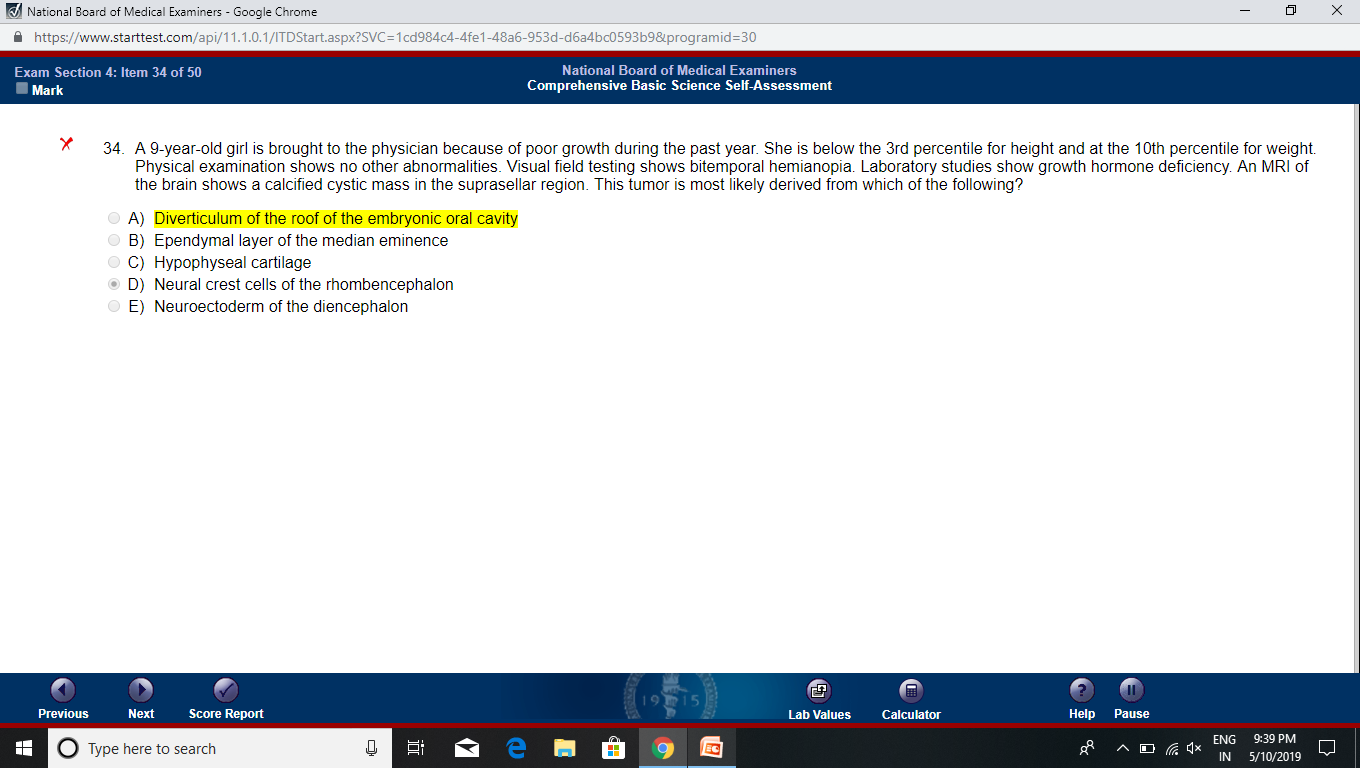 National Board of Medical Examiners - Google Chrome
https://www.starttest.com/api/11.1.0.1/ITDStart.aspx?SVC=1cd984c4-4fe1-48a6-953d-d6a4bc0593b9&programid=30
Exam Section 4: Item 34 of 50
National Board of Medical Examiners
Mark
Comprehensive Basic Science Self-Assessment
34. A 9-year-old girl is brought to the physician because of poor growth during the past year. She is below the 3rd percentile for height and at the 10th percentile for weight.
Physical examination shows no other abnormalities. Visual field testing shows bitemporal hemianopia. Laboratory studies show growth hormone deficiency. An MRI of
the brain shows a calcified cystic mass in the suprasellar region. This tumor is most likely derived from which of the following?
A) Diverticulum of the roof of the embryonic oral cavity
B) Ependymal layer of the median eminence
C) Hypophyseal cartilage
D) Neural crest cells of the rhombencephalon
E) Neuroectoderm of the diencephalon
1915
Previous Next Score Report Lab Values Calculator Help Pause
Type here to search
ENG 9:39 PM
IN 5/10/2019